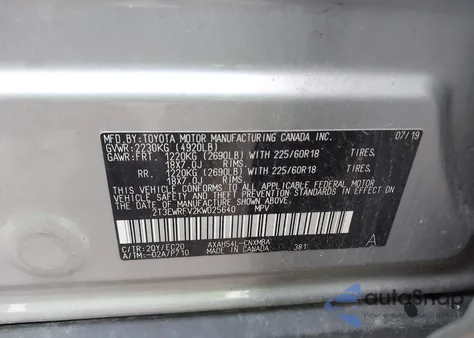 MFD.BY:TOYOTA MOTOR MANUFACTURING CANADA INC. 07/19
GVWR:2230KG (4920LB)
GAWR:FRT. 1220KG (2690LB) WITH 225/60R18 TIRES.
18X7.0J RIMS.
RR. 1220KG (2690LB) WITH 225/60R18 TIRES.
18X7.0J RIMS.
THIS VEHICLE CONFORMS TO ALL APPLICABLE FEDERAL MOTOR
VEHICLE SAFETY STANDARDS IN EFFECT ON THE DATE OF
MANUFACTURE SHOWN ABOVE.
2T3EWRFV2KW025640 MPV
C/TR:2QY/EC20 AXAH54L-CNXMBA A
A/TM:-02A/P710 MADE IN CANADA 381
autoSnap